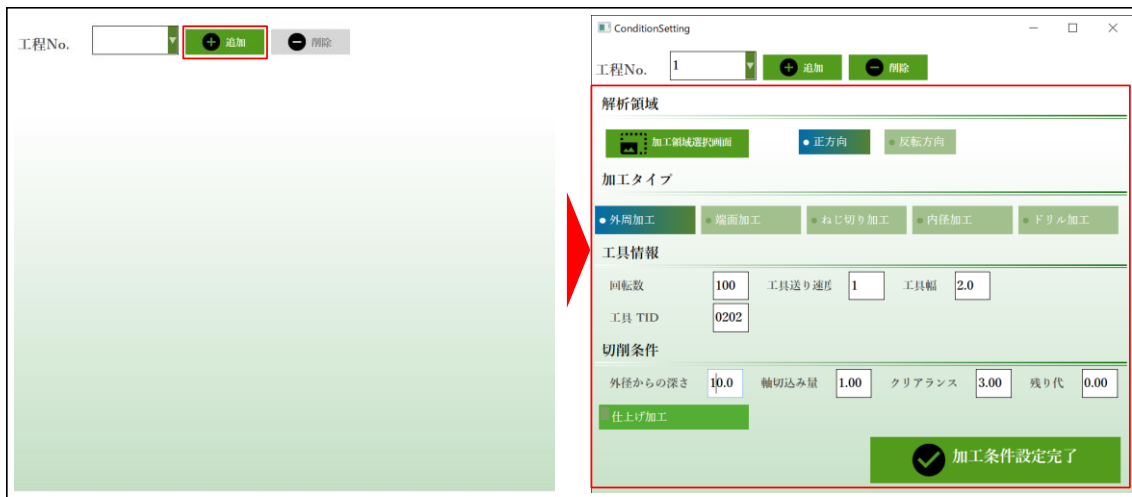 工程No.
追加
削除
ConditionSetting
工程No. 1
追加
削除
解析領域
加工領域選択画面
正方向
反転方向
加工タイプ
外周加工
端面加工
ねじ切り加工
内径加工
ドリル加工
工具情報
回転数 100 工具送り速度 1 工具幅 2.0
工具 TID 0202
切削条件
外径からの深さ 10.0 軸切込み量 1.00 クリアランス 3.00 残り代 0.00
仕上げ加工
加工条件設定完了